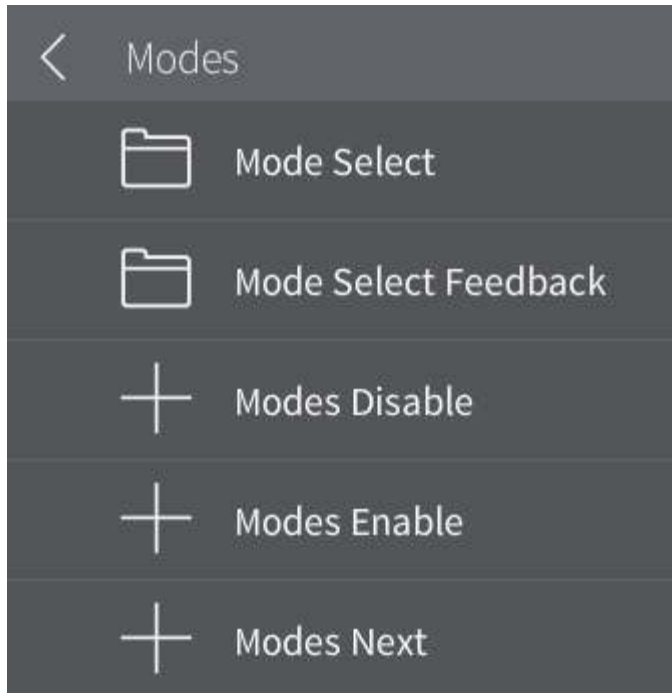 Modes
Mode Select
Mode Select Feedback
Modes Disable
Modes Enable
Modes Next